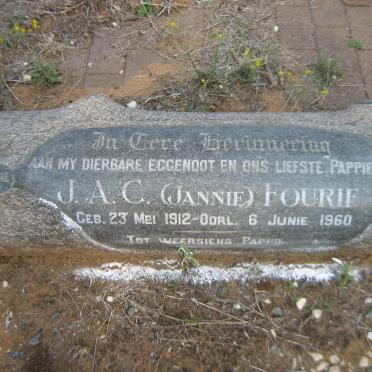 In Tere Herinnering
AAN MY DIERBARE EGGENOOT EN ONS LIEFSTE PAPPIE
J. A. C. (JANNIE) FOURIE
GEB. 23 MEI 1912-OORL. 6 JUNIE 1960
TOT WEERSIENS PAPPIE